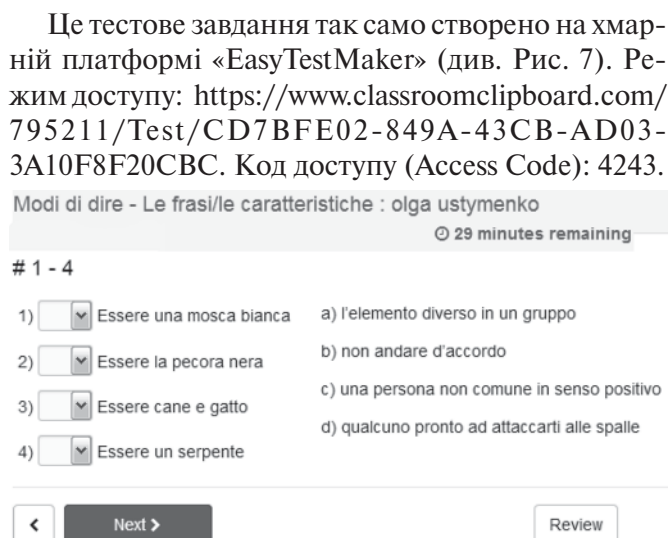 Це тестове завдання так само створено на хмар-
ній платформі «EasyTestMaker» (див. Рис. 7). Ре-
жим доступу: https://www.classroomclipboard.com/
795211/Test/CD7BFE02-849A-43CB-AD03-
3A10F8F20CBC. Код доступу (Access Code): 4243.
Modi di dire - Le frasi/le caratteristiche : olga ustymenko
29 minutes remaining
# 1 - 4
1) Essere una mosca bianca
2) Essere la pecora nera
3) Essere cane e gatto
4) Essere un serpente
a) l'elemento diverso in un gruppo
b) non andare d'accordo
c) una persona non comune in senso positivo
d) qualcuno pronto ad attaccarti alle spalle
< Next >
Review